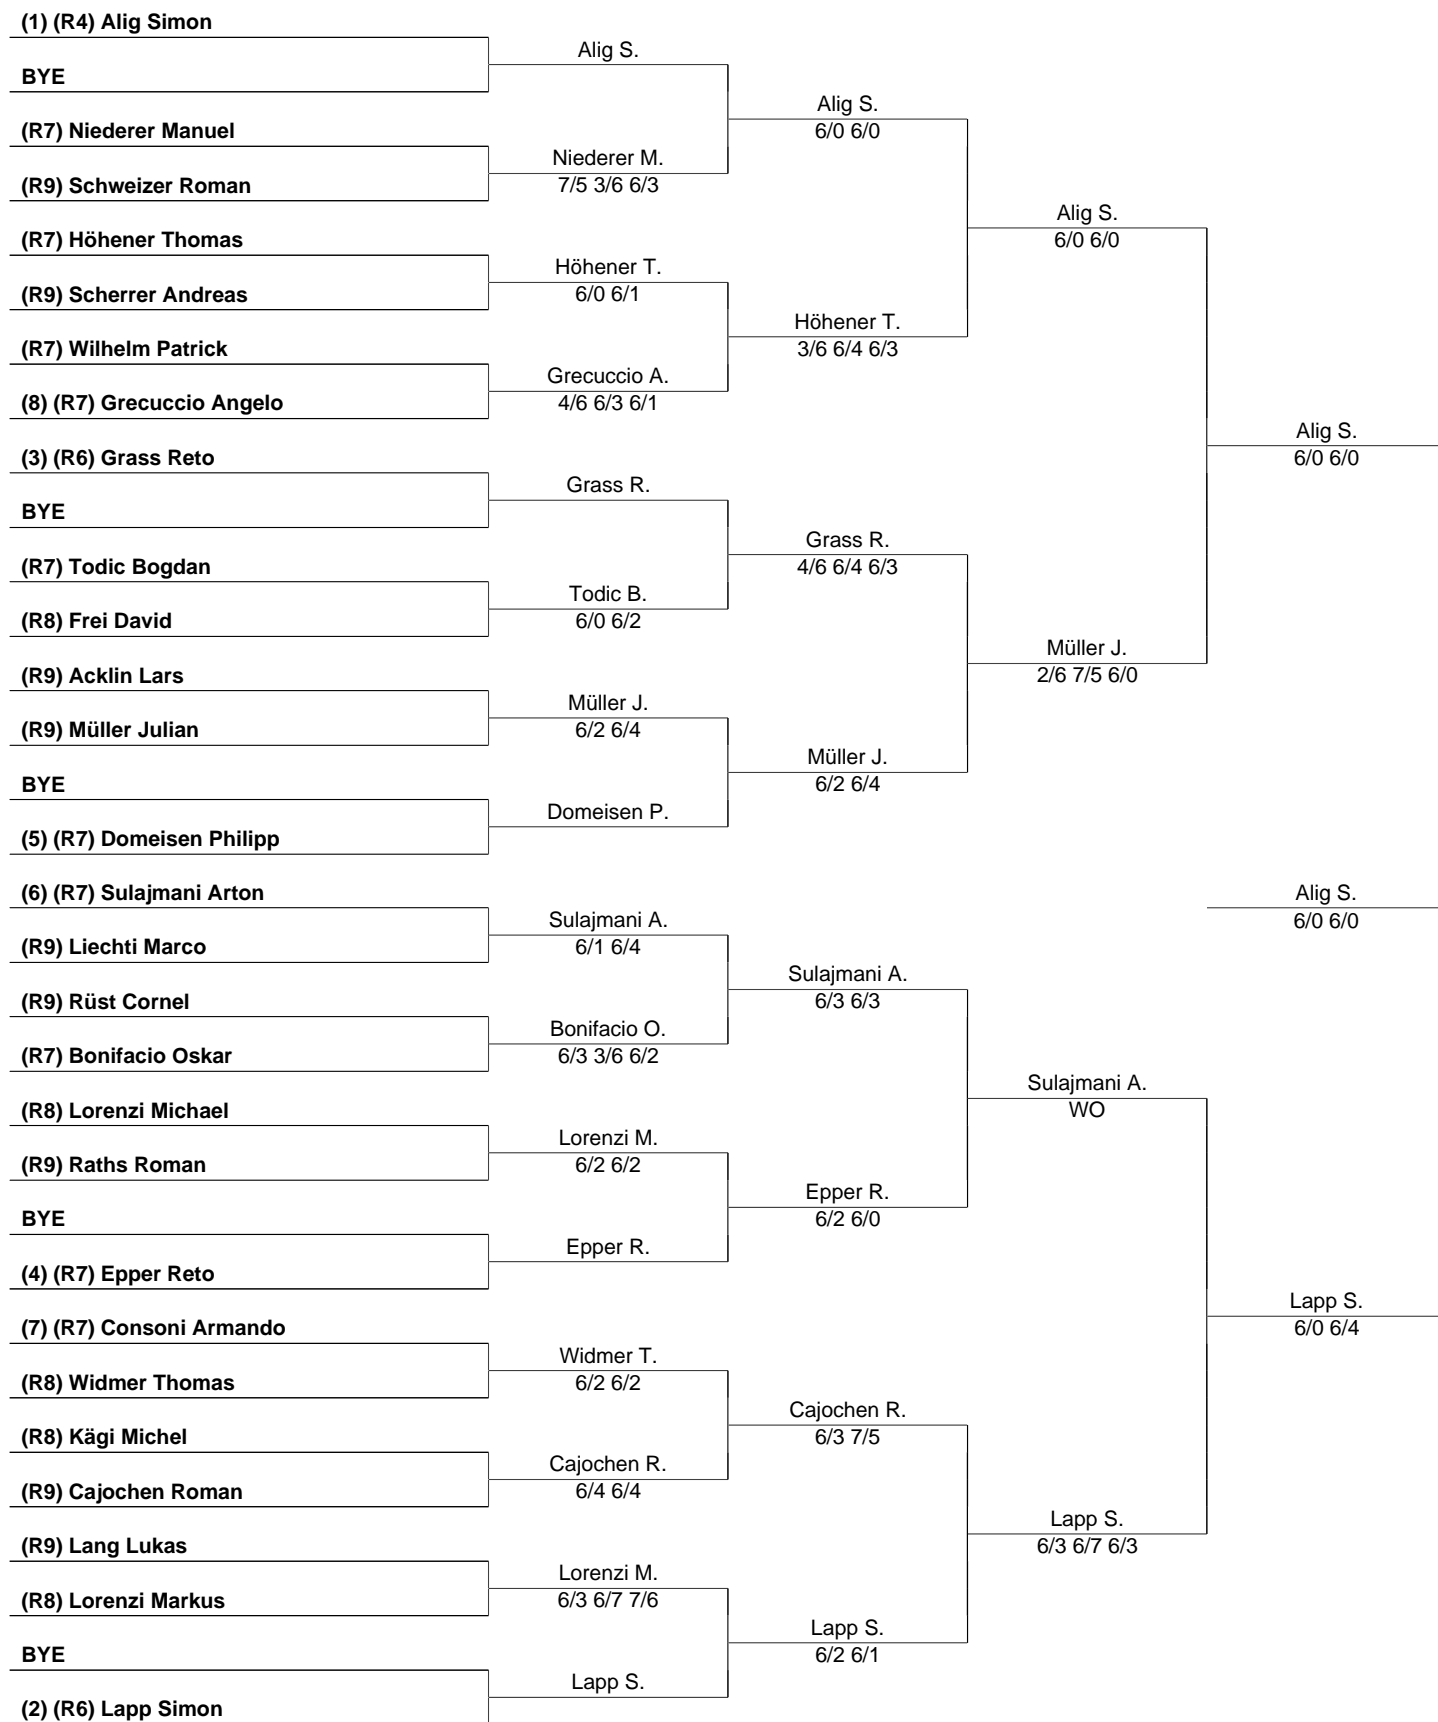 (1) (R4) Alig Simon
BYE
(R7) Niederer Manuel
(R9) Schweizer Roman
(R7) Höhener Thomas
(R9) Scherrer Andreas
(R7) Wilhelm Patrick
(8) (R7) Grecuccio Angelo
(3) (R6) Grass Reto
BYE
(R7) Todic Bogdan
(R8) Frei David
(R9) Acklin Lars
(R9) Müller Julian
BYE
(5) (R7) Domeisen Philipp
(6) (R7) Sulajmani Arton
(R9) Liechti Marco
(R9) Rüst Cornel
(R7) Bonifacio Oskar
(R8) Lorenzi Michael
(R9) Raths Roman
BYE
(4) (R7) Epper Reto
(7) (R7) Consoni Armando
(R8) Widmer Thomas
(R8) Kägi Michel
(R9) Cajochen Roman
(R9) Lang Lukas
(R8) Lorenzi Markus
BYE
(2) (R6) Lapp Simon
Alig S.
Niederer M.
7/5 3/6 6/3
Höhener T.
6/0 6/1
Grecuccio A.
4/6 6/3 6/1
Grass R.
Todic B.
6/0 6/2
Müller J.
6/2 6/4
Domeisen P.
Sulajmani A.
6/1 6/4
Bonifacio O.
6/3 3/6 6/2
Lorenzi M.
6/2 6/2
Epper R.
Widmer T.
6/2 6/2
Cajochen R.
6/4 6/4
Lorenzi M.
6/3 6/7 7/6
Lapp S.
Alig S.
6/0 6/0
Höhener T.
3/6 6/4 6/3
Grass R.
4/6 6/4 6/3
Müller J.
6/2 6/4
Sulajmani A.
6/3 6/3
Epper R.
6/2 6/0
Cajochen R.
6/3 7/5
Lapp S.
6/2 6/1
Alig S.
6/0 6/0
Müller J.
2/6 7/5 6/0
Sulajmani A.
WO
Lapp S.
6/3 6/7 6/3
Alig S.
6/0 6/0
Alig S.
6/0 6/0
Lapp S.
6/0 6/4